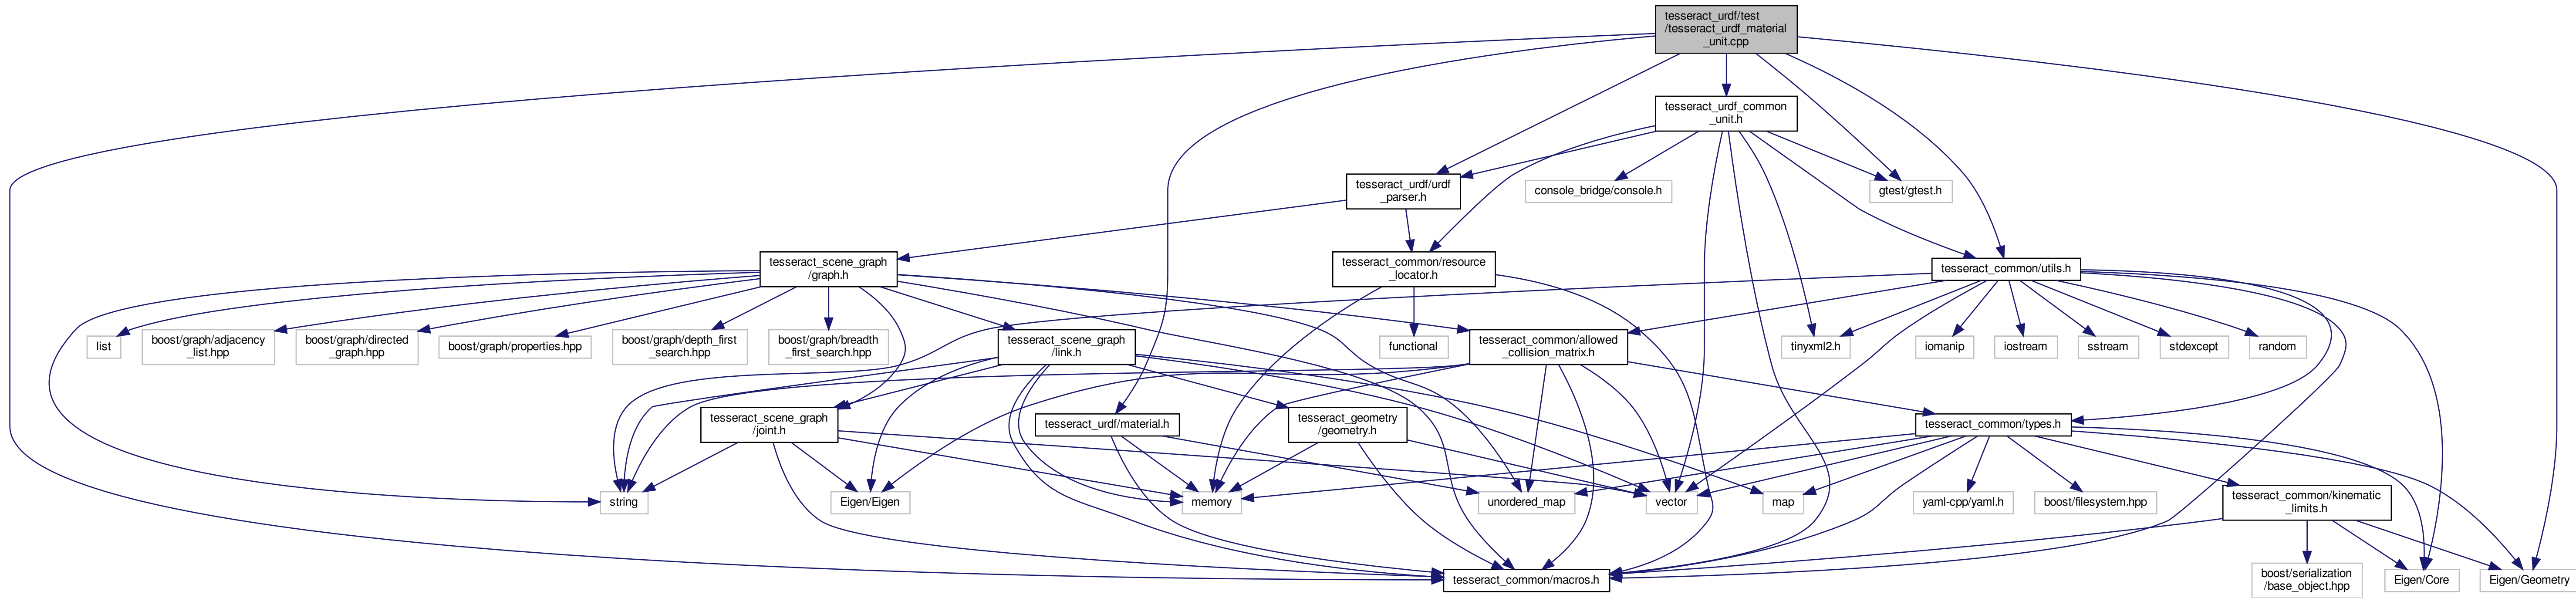 tesseract_urdf/test
/tesseract_urdf_material
_unit.cpp
tesseract_urdf_common
_unit.h
tesseract_urdf/urdf
_parser.h
console_bridge/console.h
gtest/gtest.h
tesseract_scene_graph
/graph.h
tesseract_common/resource
_locator.h
tesseract_common/utils.h
list
boost/graph/adjacency
_list.hpp
boost/graph/directed
_graph.hpp
boost/graph/properties.hpp
boost/graph/depth_first
_search.hpp
boost/graph/breadth
_first_search.hpp
tesseract_scene_graph
/link.h
functional
tesseract_common/allowed
_collision_matrix.h
tinyxml2.h
iomanip
iostream
sstream
stdexcept
random
tesseract_scene_graph
/joint.h
tesseract_urdf/material.h
tesseract_geometry
/geometry.h
tesseract_common/types.h
string
Eigen/Eigen
memory
unordered_map
vector
map
yaml-cpp/yaml.h
boost/filesystem.hpp
tesseract_common/kinematic
_limits.h
tesseract_common/macros.h
boost/serialization
/base_object.hpp
Eigen/Core
Eigen/Geometry